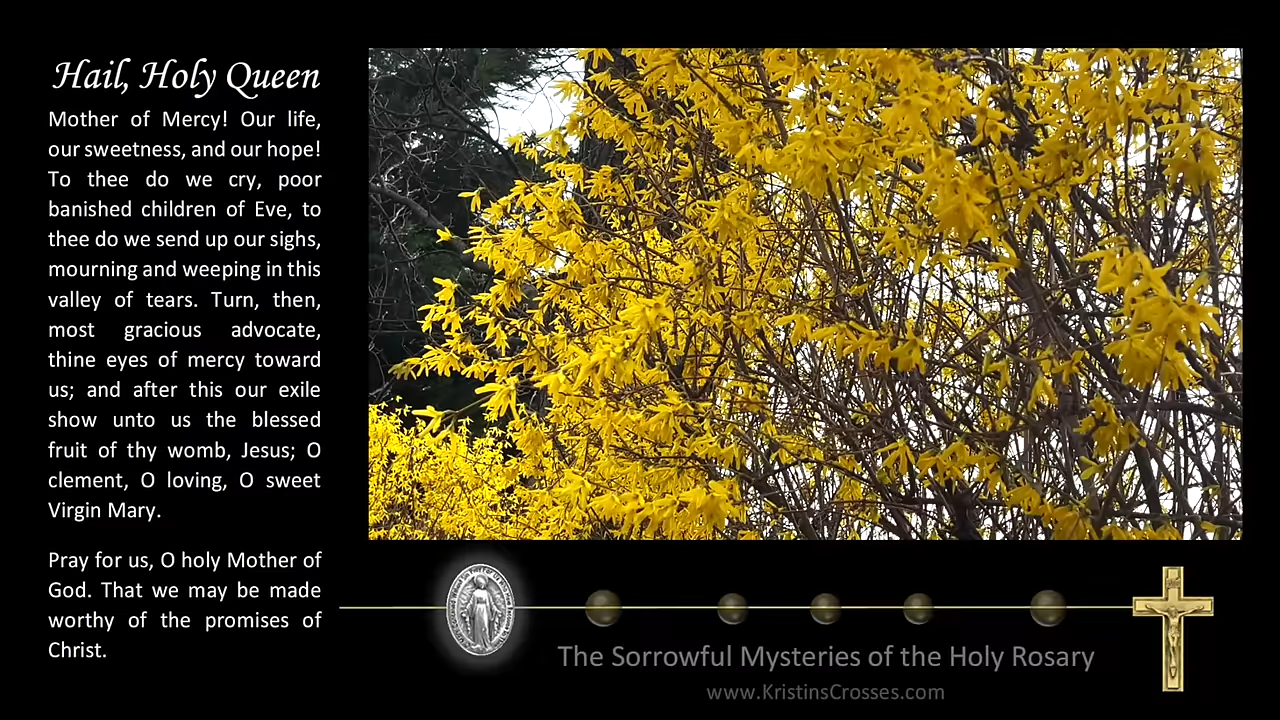 Hail, Holy Queen
Mother of Mercy! Our life,
our sweetness, and our hope!
To thee do we cry, poor
banished children of Eve, to
thee do we send up our sighs,
mourning and weeping in this
valley of tears. Turn, then,
most gracious advocate,
thine eyes of mercy toward
us; and after this our exile
show unto us the blessed
fruit of thy womb, Jesus; O
clement, O loving, O sweet
Virgin Mary.
Pray for us, O holy Mother of
God. That we may be made
worthy of the promises of
Christ.
The Sorrowful Mysteries of the Holy Rosary
www.KristinsCrosses.com